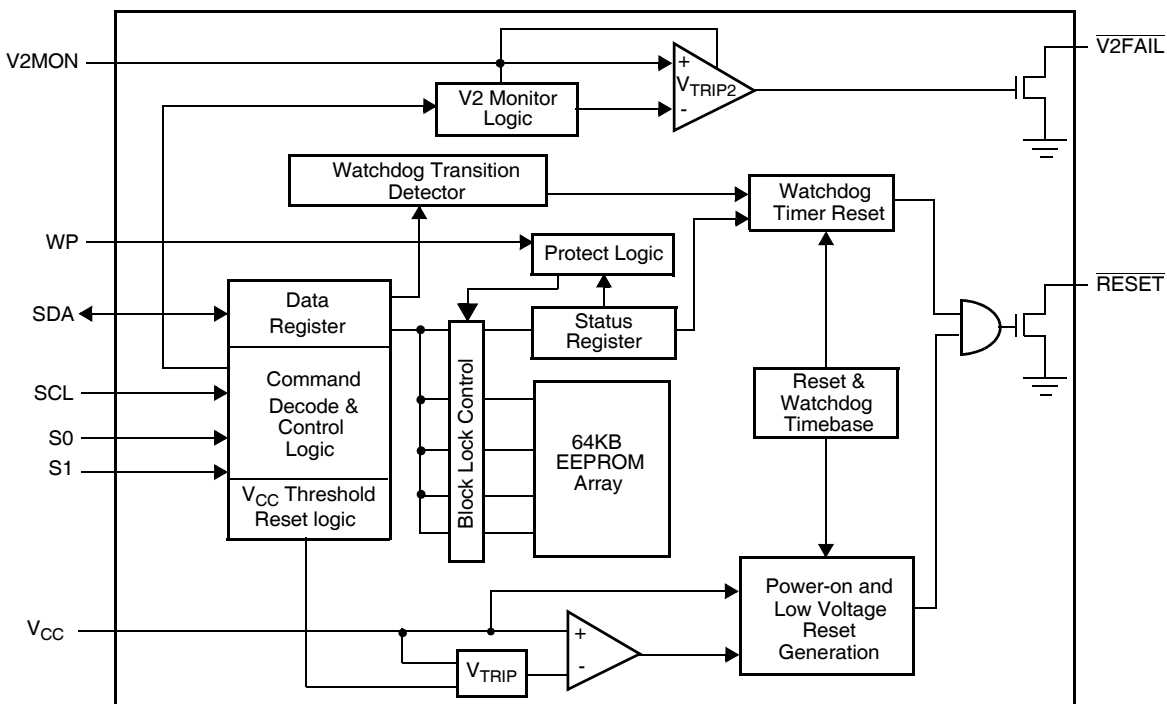 V2MON
V2FAIL
+
VTRIP2
-
V2 Monitor
Logic
Watchdog Transition
Detector
Watchdog
Timer Reset
WP
Protect Logic
RESET
SDA
Data
Register
Status
Register
SCL
S0
S1
Command
Decode &
Control
Logic
Block Lock Control
64KB
EEPROM
Array
Reset &
Watchdog
Timebase
VCC Threshold
Reset logic
Power-on and
Low Voltage
Reset
Generation
VCC
+
-
VTRIP